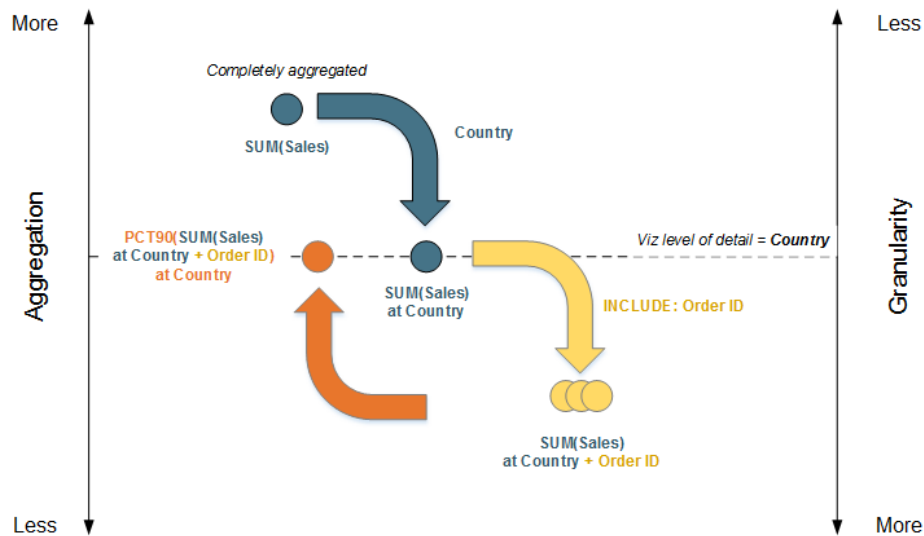 More
Less
Completely aggregated
SUM(Sales)
Country
Aggregation
PCT90(SUM(Sales)
at Country + Order ID)
at Country
SUM(Sales)
at Country
Viz level of detail = Country
INCLUDE: Order ID
Granularity
SUM(Sales)
at Country + Order ID
Less
More